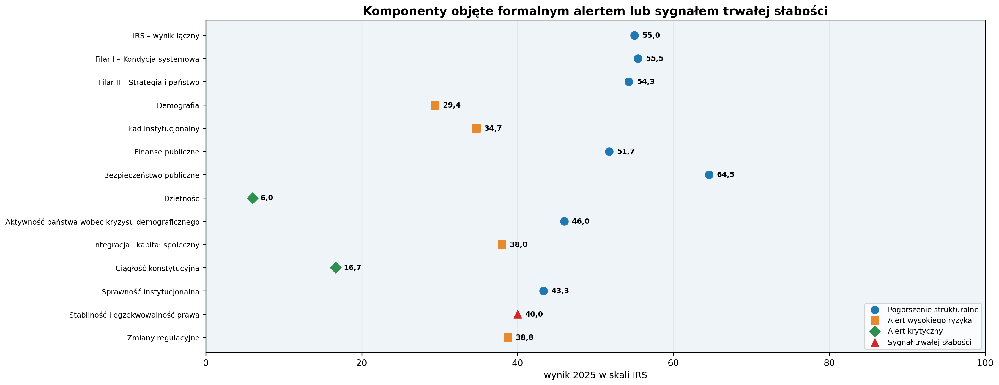 Komponenty objęte formalnym alertem lub sygnałem trwałej słabości
IRS – wynik łączny
55,0
Filar I – Kondycja systemowa
55,5
Filar II – Strategia i państwo
54,3
Demografia
29,4
Ład instytucjonalny
34,7
Finanse publiczne
51,7
Bezpieczeństwo publiczne
64,5
Dzietność
6,0
Aktywność państwa wobec kryzysu demograficznego
46,0
Integracja i kapitał społeczny
38,0
Ciągłość konstytucyjna
16,7
Sprawność instytucjonalna
43,3
Stabilność i egzekwowalność prawa
40,0
Zmiany regulacyjne
38,8
Pogorszenie strukturalne
Alert wysokiego ryzyka
Alert krytyczny
Sygnał trwałej słabości
0 20 40 60 80 100
wynik 2025 w skali IRS